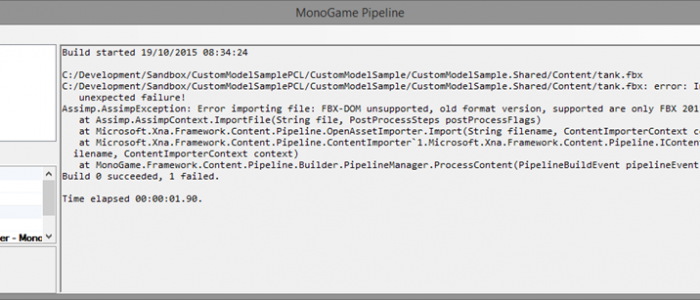 MonoGame Pipeline
Build started 19/10/2015 08:34:24
C:/Development/Sandbox/CustomModelSamplePCL/CustomModelSample/CustomModelSample.Shared/Content/tank.fbx
C:/Development/Sandbox/CustomModelSamplePCL/CustomModelSample/CustomModelSample.Shared/Content/tank.fbx: error: I
unexpected failure!
Assimp.AssimpException: Error importing file: FBX-DOM unsupported, old format version, supported are only FBX 201
at Assimp.AssimpContext.ImportFile(String file, PostProcessSteps postProcessFlags)
at Microsoft.Xna.Framework.Content.Pipeline.OpenAssetImporter.Import(String filename, ContentImporterContext c
at Microsoft.Xna.Framework.Content.Pipeline.ContentImporter`1.Microsoft.Xna.Framework.Content.Pipeline.IConten
ilename, ContentImporterContext context)
at MonoGame.Framework.Content.Pipeline.Builder.PipelineManager.ProcessContent(PipelineBuildEvent pipelineEvent
Build 0 succeeded, 1 failed.
Time elapsed 00:00:01.90.
er - Mono